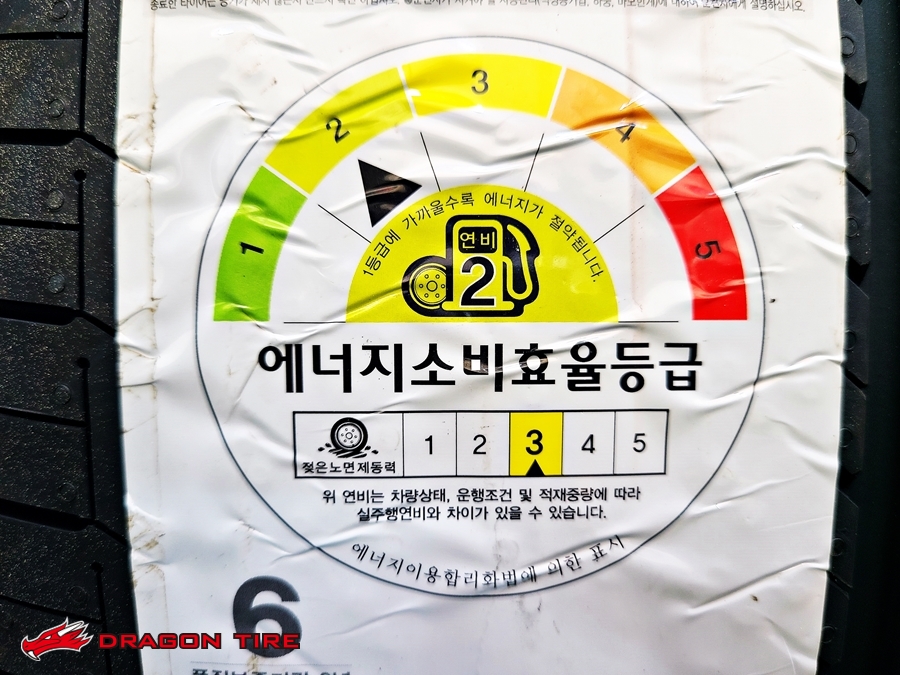 1
2
3
4
5
1등급에 가까울수록 에너지가 절약됩니다.
연비
2
에너지소비효율등급
젖은노면제동력 1 2 3 4 5
위 연비는 차량상태, 운행조건 및 적재중량에 따라
실주행연비와 차이가 있을 수 있습니다.
에너지이용합리화법에 의한 표시
6
DRAGON TIRE